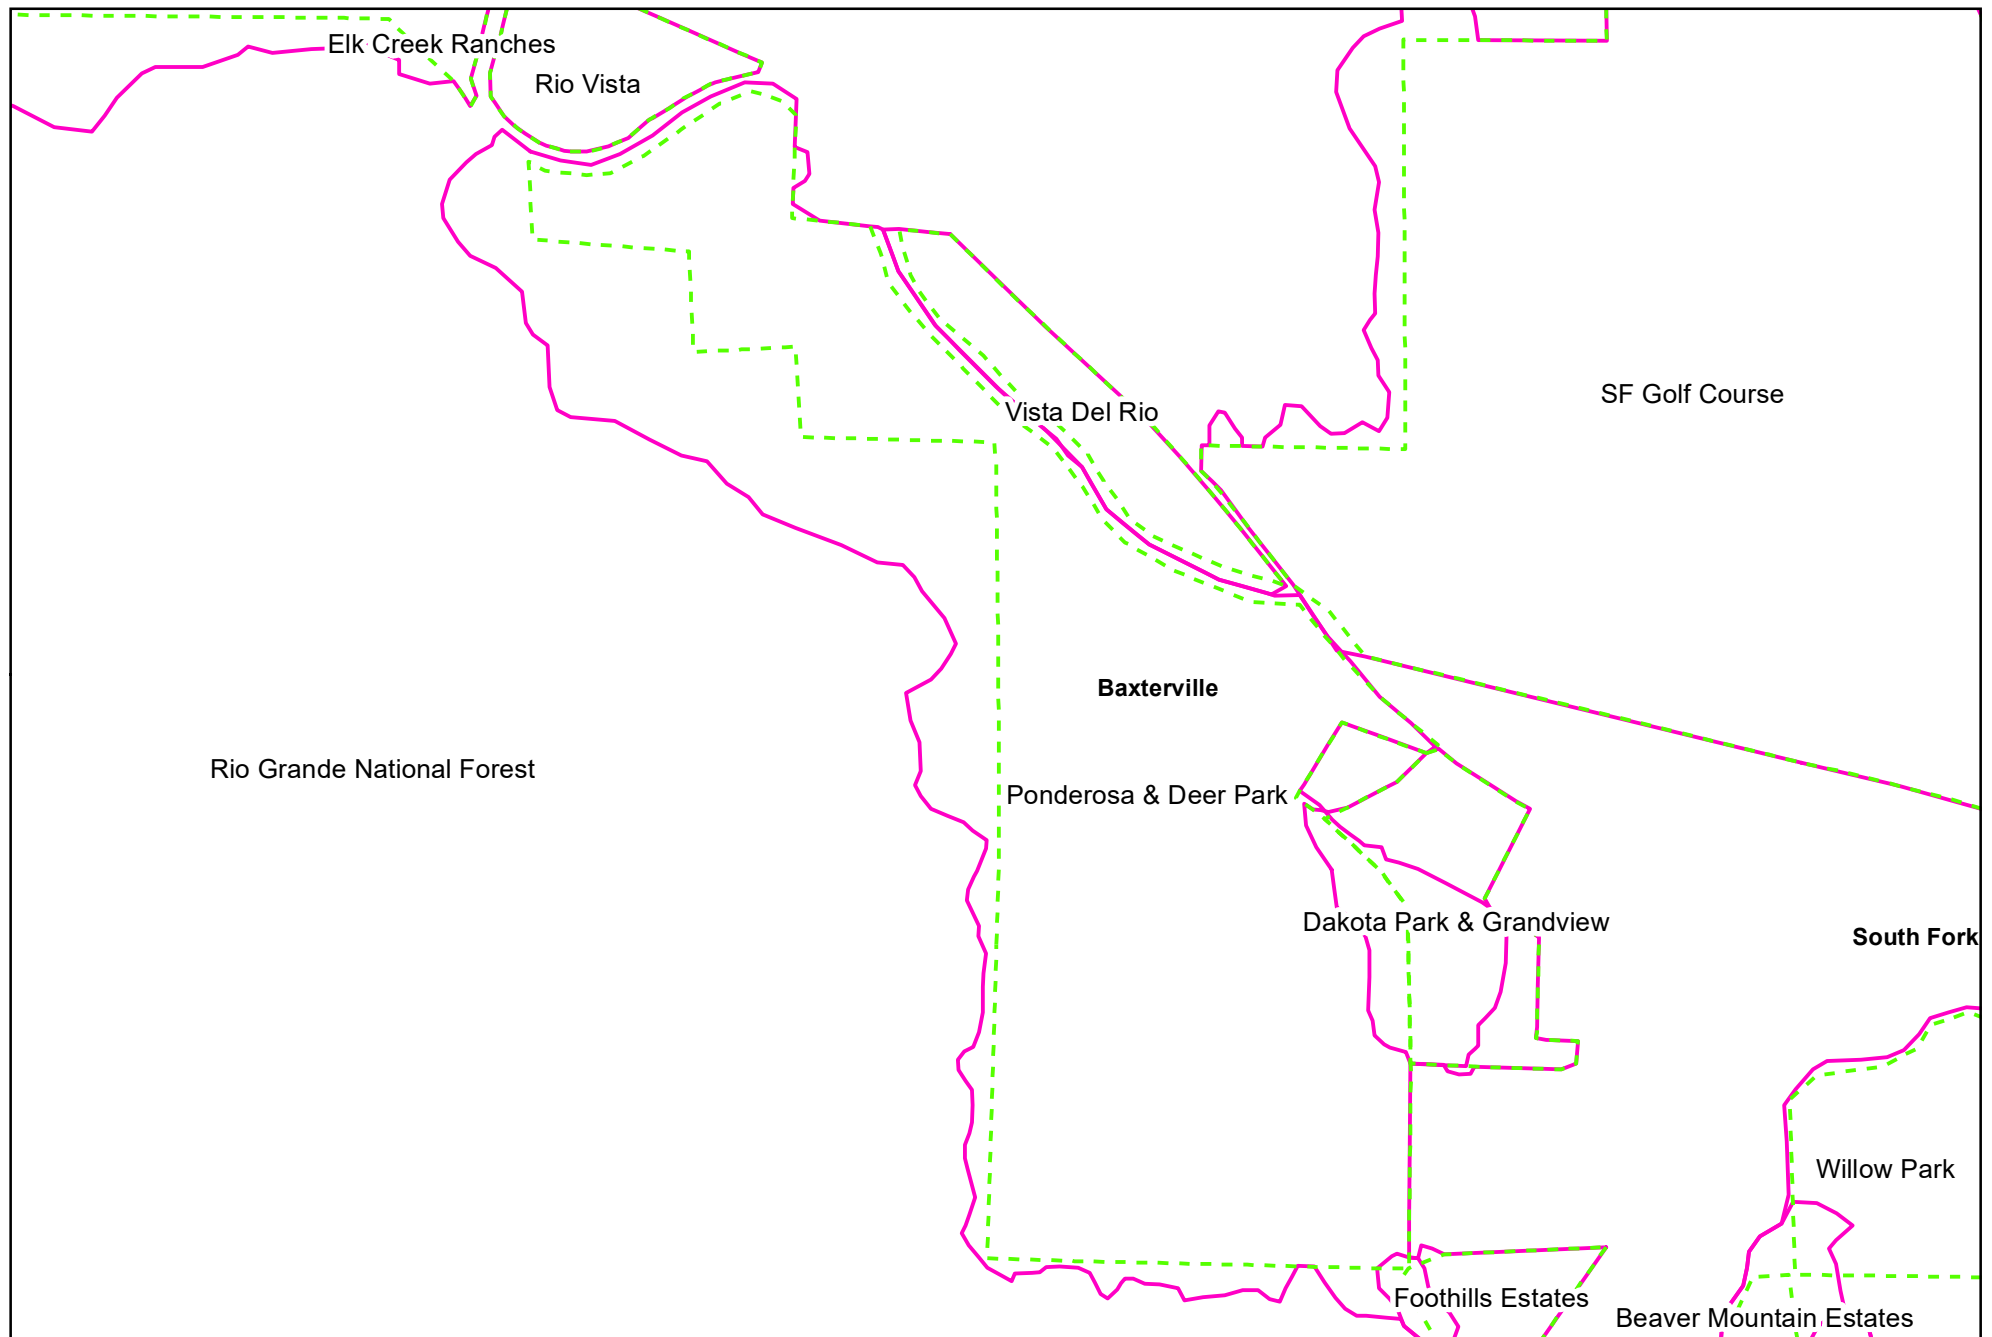 Elk Creek Ranches
Rio Vista
SF Golf Course
Vista Del Rio
Baxterville
Rio Grande National Forest
Ponderosa & Deer Park
Dakota Park & Grandview
South Fork
Willow Park
Foothills Estates
Beaver Mountain Estates